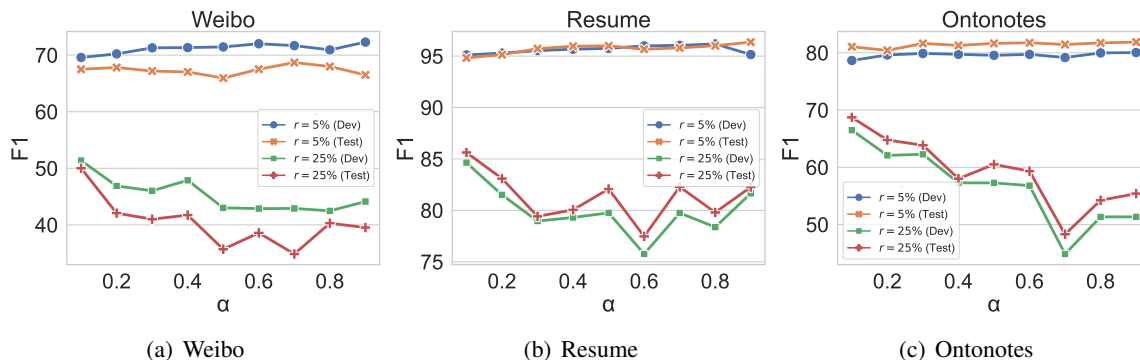 Weibo
70
60
50
40
F1
r = 5% (Dev)
r = 5% (Test)
r = 25% (Dev)
r = 25% (Test)
0.2 0.4 0.6 0.8
α
(a) Weibo
Resume
95
90
85
80
75
F1
r = 5% (Dev)
r = 5% (Test)
r = 25% (Dev)
r = 25% (Test)
0.2 0.4 0.6 0.8
α
(b) Resume
Ontonotes
80
70
60
50
F1
r = 5% (Dev)
r = 5% (Test)
r = 25% (Dev)
r = 25% (Test)
0.2 0.4 0.6 0.8
α
(c) Ontonotes